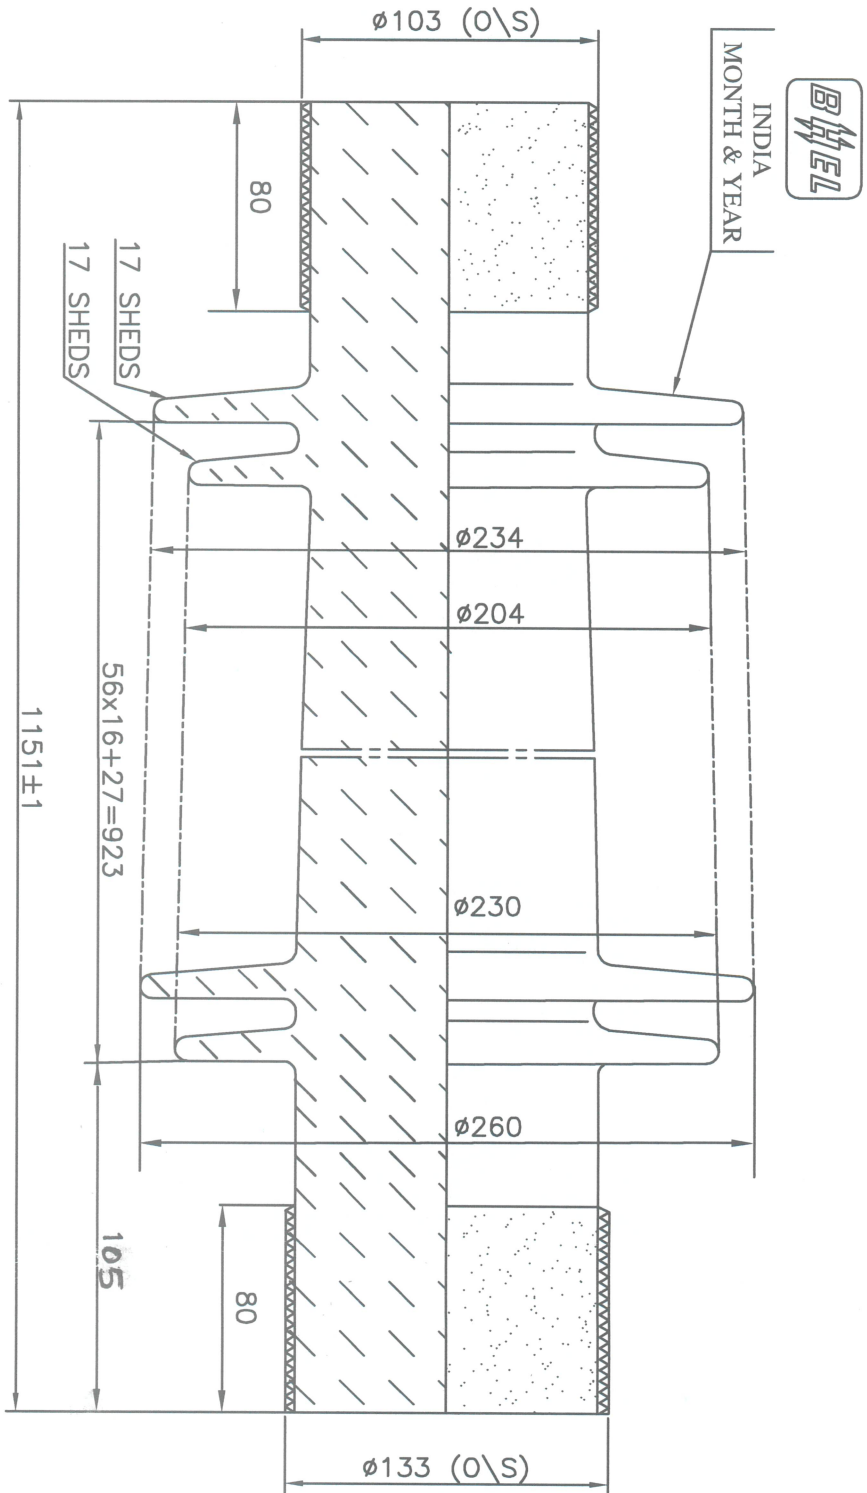 ø103 (O\S)
BHEL
INDIA
MONTH & YEAR
80
17 SHEDS
17 SHEDS
ø234
ø204
56x16+27=923
1151±1
ø230
ø260
105
80
ø133 (O\S)